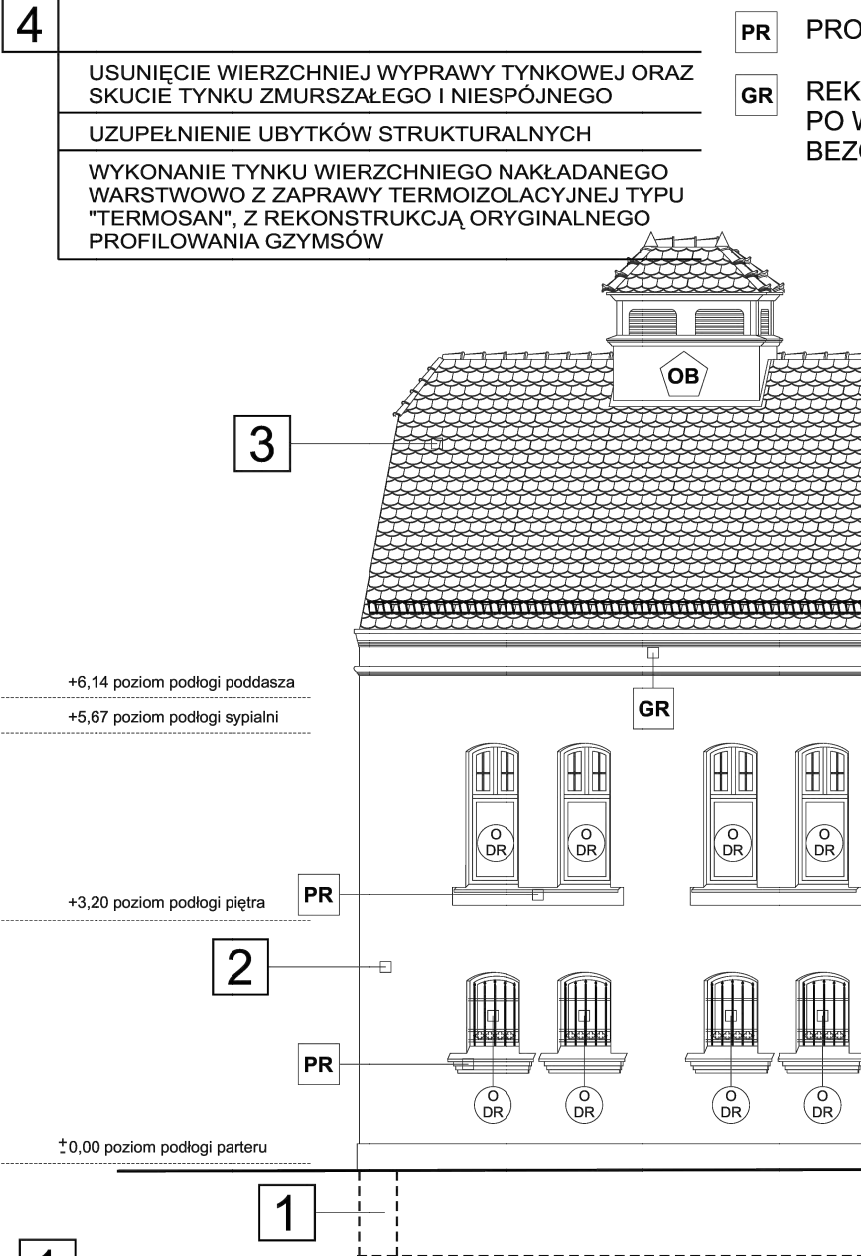 4
PR
USUNIĘCIE WIERZCHNIEJ WYPRAWY TYNKOWEJ ORAZ
SKUCIE TYNKU ZMURSZAŁEGO I NIESPÓJNEGO
GR
UZUPEŁNIENIE UBYTKÓW STRUKTURALNYCH
PO
WYKONANIE TYNKU WIERZCHNIEGO NAKŁADANEGO
WARSTWOWO Z ZAPRAWY TERMOIZOLACYJNEJ TYPU
"TERMOSAN", Z REKONSTRUKCJĄ ORYGINALNEGO
PROFILOWANIA GZYMSÓW
OB
3
+6,14 poziom podłogi poddasza
+5,67 poziom podłogi sypialni
GR
O DR O DR O DR O DR
+3,20 poziom podłogi piętra
PR
2
PR
O DR O DR O DR O DR
±0,00 poziom podłogi parteru
1